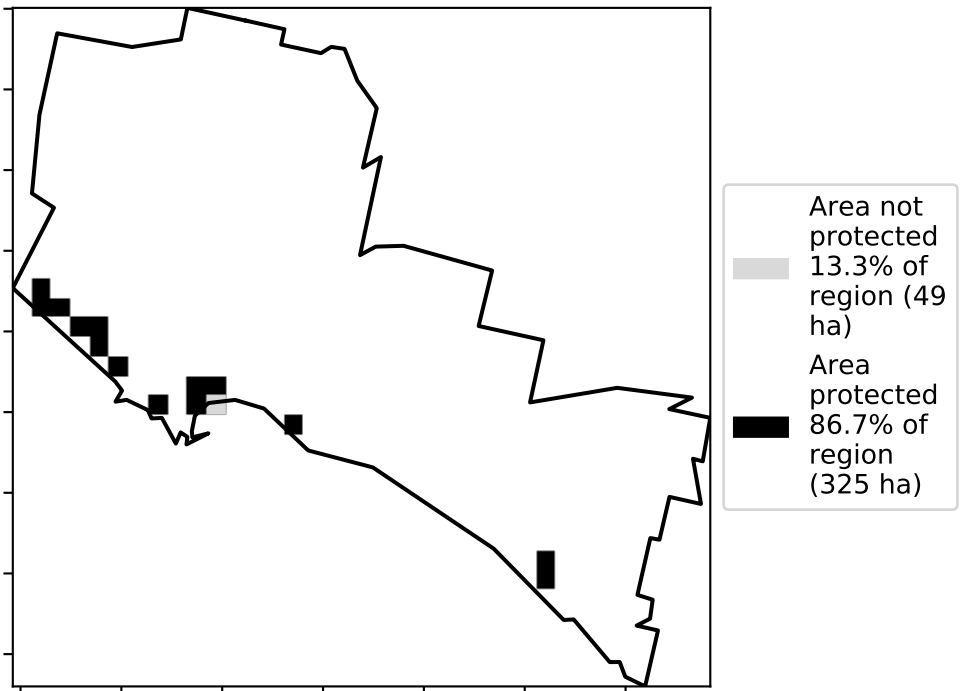 Area not
protected
13.3% of
region (49
ha)
Area
protected
86.7% of
region
(325 ha)